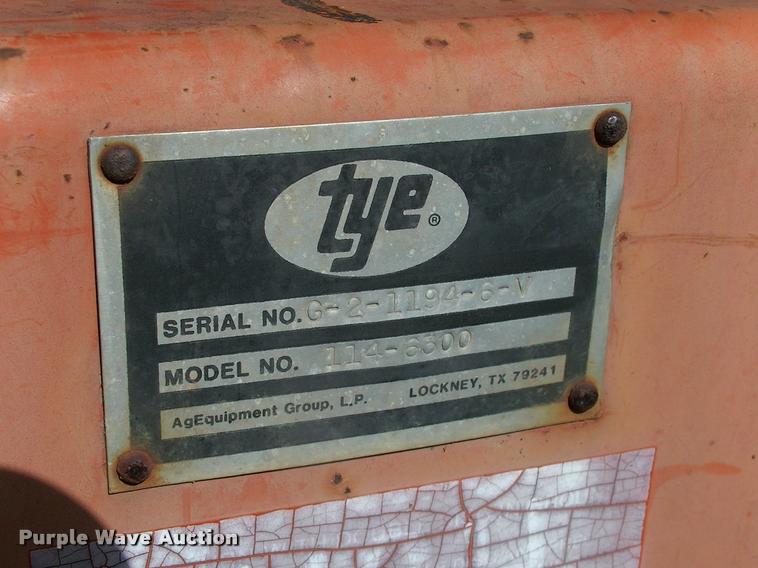 tye ®
SERIAL NO. G-2-1194-6-V
MODEL NO. 114-6300
AgEquipment Group, L.P. LOCKNEY, TX 79241
Purple Wave Auction